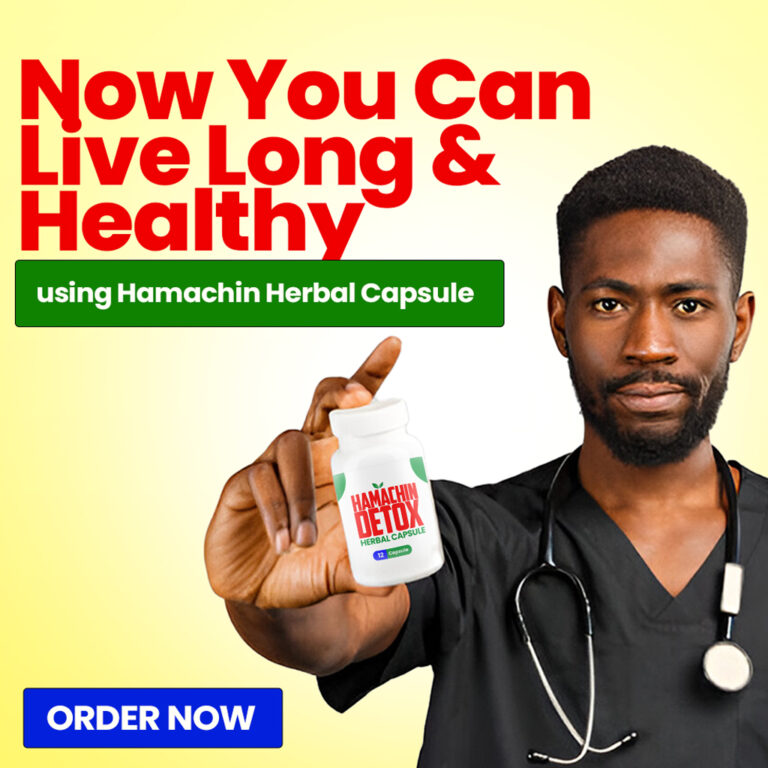 Now You Can
Live Long &
Healthy
using Hamachin Herbal Capsule
HAMACHIN
DETOX
HERBAL CAPSULE
12 Capsule
ORDER NOW